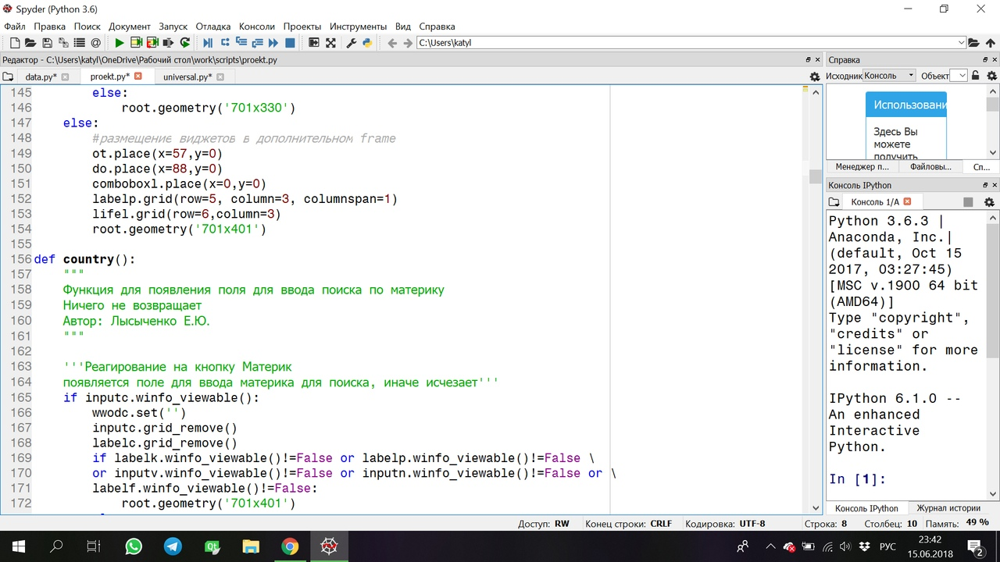 Spyder (Python 3.6)
Файл Правка Поиск Документ Запуск Отладка Консоли Проекты Инструменты Вид Справка
C:\Users\katyl
Редактор - C:\Users\katyl\OneDrive\Рабочий стол\work\scripts\proekt.py
data.py* proekt.py* universal.py*
145         else:
146             root.geometry('701x330')
147     else:
148         #размещение виджетов в дополнительном frame
149         ot.place(x=57,y=0)
150         do.place(x=88,y=0)
151         comboboxl.place(x=0,y=0)
152         labelp.grid(row=5, column=3, columnspan=1)
153         lifel.grid(row=6,column=3)
154         root.geometry('701x401')
155
156 def country():
157     """
158     Функция для появления поля для ввода поиска по материку
159     Ничего не возвращает
160     Автор: Лысыченко Е.Ю.
161     """
162
163     '''Реагирование на кнопку Материк
164     появляется поле для ввода материка для поиска, иначе исчезает'''
165     if inputc.winfo_viewable():
166         wwodc.set('')
167         inputc.grid_remove()
168         labelc.grid_remove()
169         if labelk.winfo_viewable()!=False or labelp.winfo_viewable()!=False \
170         or inputv.winfo_viewable()!=False or inputn.winfo_viewable()!=False or \
171         labelf.winfo_viewable()!=False:
172             root.geometry('701x401')
Справка
Исходник Консоль Объект
Использовани
Здесь Вы
можете
получить
Менеджер п... Файловы... Сп...
Консоль IPython
Консоль 1/A
Python 3.6.3 |
Anaconda, Inc.|
(default, Oct 15
2017, 03:27:45)
[MSC v.1900 64 bit
(AMD64)]
Type "copyright",
"credits" or
"license" for more
information.
IPython 6.1.0 --
An enhanced
Interactive
Python.
In [1]:
Консоль IPython Журнал истории
Доступ: RW Конец строки: CRLF Кодировка: UTF-8 Строка: 8 Столбец: 10 Память: 49 %
РУС
23:42
15.06.2018
2